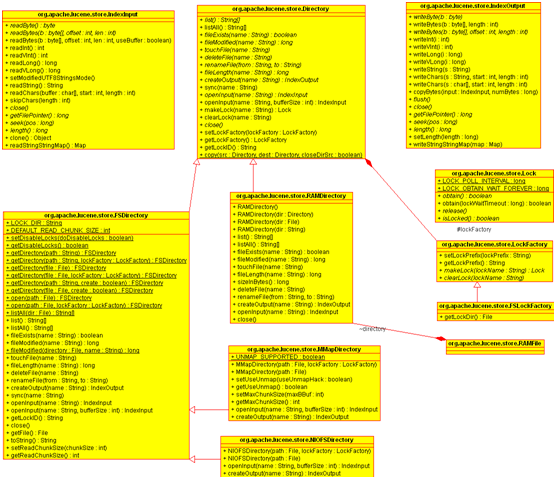 org.apache.lucene.store.IndexInput
+ readByte() : byte
+ readBytes(b : byte[], offset : int, len : int)
+ readBytes(b : byte[], offset : int, len : int, useBuffer : boolean)
+ readInt() : int
+ readVInt() : int
+ readLong() : long
+ readVLong() : long
+ setModifiedUTF8StringsMode()
+ readString() : String
+ readChars(buffer : char[], start : int, length : int)
+ skipChars(length : int)
+ close()
+ getFilePointer() : long
+ seek(pos : long)
+ length() : long
+ clone() : Object
+ readStringStringMap() : Map
org.apache.lucene.store.Directory
+ list() : String[]
+ listAll() : String[]
+ fileExists(name : String) : boolean
+ fileModified(name : String) : long
+ touchFile(name : String)
+ deleteFile(name : String)
+ renameFile(from : String, to : String)
+ fileLength(name : String) : long
+ createOutput(name : String) : IndexOutput
+ sync(name : String)
+ openInput(name : String) : IndexInput
+ openInput(name : String, bufferSize : int) : IndexInput
+ makeLock(name : String) : Lock
+ clearLock(name : String)
+ close()
+ setLockFactory(lockFactory : LockFactory)
+ getLockFactory() : LockFactory
+ getLockID() : String
+ copy(src : Directory, dest : Directory, closeDirSrc : boolean)
org.apache.lucene.store.IndexOutput
+ writeByte(b : byte)
+ writeBytes(b : byte[], length : int)
+ writeBytes(b : byte[], offset : int, length : int)
+ writeInt(i : int)
+ writeVInt(i : int)
+ writeLong(i : long)
+ writeVLong(i : long)
+ writeString(s : String)
+ writeChars(s : String, start : int, length : int)
+ writeChars(s : char[], start : int, length : int)
+ copyBytes(input : IndexInput, numBytes : long)
+ flush()
+ close()
+ getFilePointer() : long
+ seek(pos : long)
+ length() : long
+ setLength(length : long)
+ writeStringStringMap(map : Map)
org.apache.lucene.store.Lock
+ LOCK_POLL_INTERVAL : long
+ LOCK_OBTAIN_WAIT_FOREVER : long
+ obtain() : boolean
+ obtain(lockWaitTimeout : long) : boolean
+ release()
+ isLocked() : boolean
#lockFactory
org.apache.lucene.store.LockFactory
+ setLockPrefix(lockPrefix : String)
+ getLockPrefix() : String
+ makeLock(lockName : String) : Lock
+ clearLock(lockName : String)
org.apache.lucene.store.FSLockFactory
+ getLockDir() : File
org.apache.lucene.store.RAMFile
~directory
org.apache.lucene.store.FSDirectory
+ LOCK_DIR : String
+ DEFAULT_READ_CHUNK_SIZE : int
+ setDisableLocks(doDisableLocks : boolean)
+ getDisableLocks() : boolean
+ getDirectory(path : String) : FSDirectory
+ getDirectory(path : String, lockFactory : LockFactory) : FSDirectory
+ getDirectory(file : File) : FSDirectory
+ getDirectory(file : File, lockFactory : LockFactory) : FSDirectory
+ getDirectory(path : String, create : boolean) : FSDirectory
+ getDirectory(file : File, create : boolean) : FSDirectory
+ open(path : File) : FSDirectory
+ open(path : File, lockFactory : LockFactory) : FSDirectory
+ listAll(dir : File) : String[]
+ list() : String[]
+ listAll() : String[]
+ fileExists(name : String) : boolean
+ fileModified(name : String) : long
+ fileModified(directory : File, name : String) : long
+ touchFile(name : String)
+ fileLength(name : String) : long
+ deleteFile(name : String)
+ renameFile(from : String, to : String)
+ createOutput(name : String) : IndexOutput
+ sync(name : String)
+ openInput(name : String) : IndexInput
+ openInput(name : String, bufferSize : int) : IndexInput
+ getLockID() : String
+ close()
+ getFile() : File
+ toString() : String
+ setReadChunkSize(chunkSize : int)
+ getReadChunkSize() : int
org.apache.lucene.store.RAMDirectory
+ RAMDirectory()
+ RAMDirectory(dir : Directory)
+ RAMDirectory(dir : File)
+ RAMDirectory(dir : String)
+ list() : String[]
+ listAll() : String[]
+ fileExists(name : String) : boolean
+ fileModified(name : String) : long
+ touchFile(name : String)
+ fileLength(name : String) : long
+ sizeInBytes() : long
+ deleteFile(name : String)
+ renameFile(from : String, to : String)
+ createOutput(name : String) : IndexOutput
+ openInput(name : String) : IndexInput
+ close()
org.apache.lucene.store.MMapDirectory
+ UNMAP_SUPPORTED : boolean
+ MMapDirectory(path : File, lockFactory : LockFactory)
+ MMapDirectory(path : File)
+ setUseUnmap(useUnmapHack : boolean)
+ getUseUnmap() : boolean
+ setMaxChunkSize(maxBBuf : int)
+ getMaxChunkSize() : int
+ openInput(name : String, bufferSize : int) : IndexInput
+ createOutput(name : String) : IndexOutput
org.apache.lucene.store.NIOFSDirectory
+ NIOFSDirectory(path : File, lockFactory : LockFactory)
+ NIOFSDirectory(path : File)
+ openInput(name : String, bufferSize : int) : IndexInput
+ createOutput(name : String) : IndexOutput